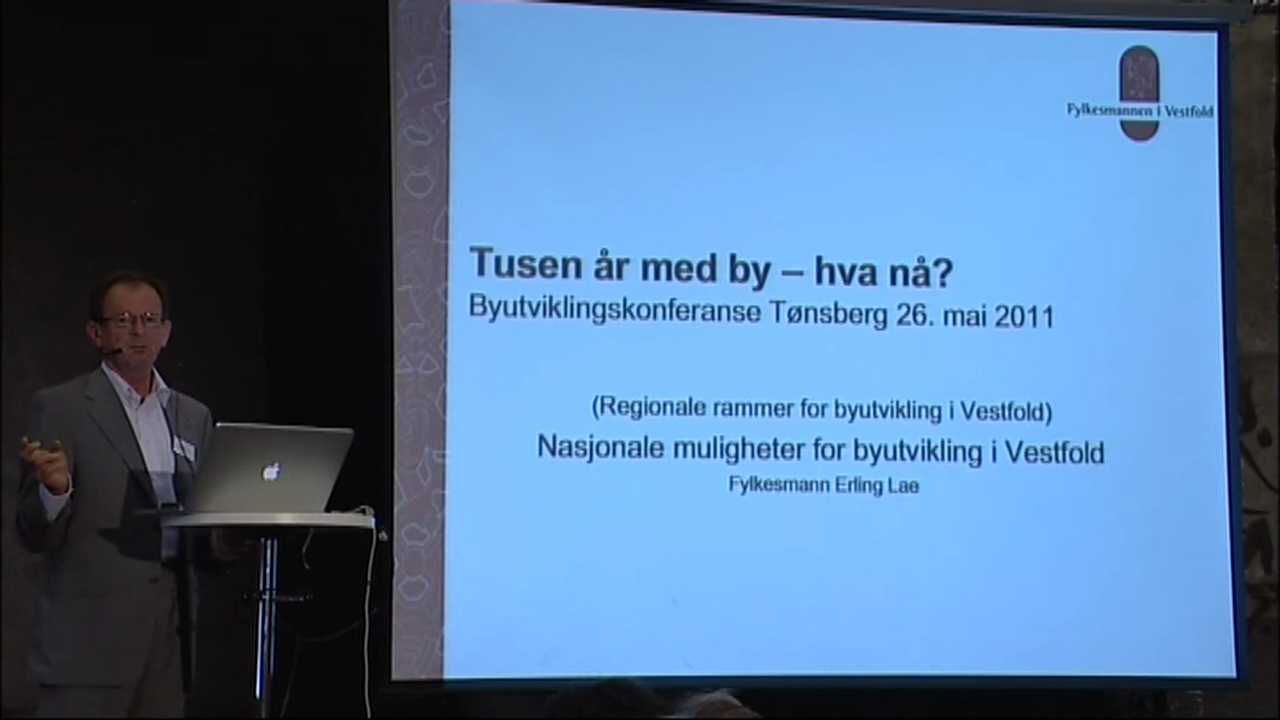 Fylkesmannen i Vestfold
Tusen år med by – hva nå?
Byutviklingskonferanse Tønsberg 26. mai 2011
(Regionale rammer for byutvikling i Vestfold)
Nasjonale muligheter for byutvikling i Vestfold
Fylkesmann Erling Lae